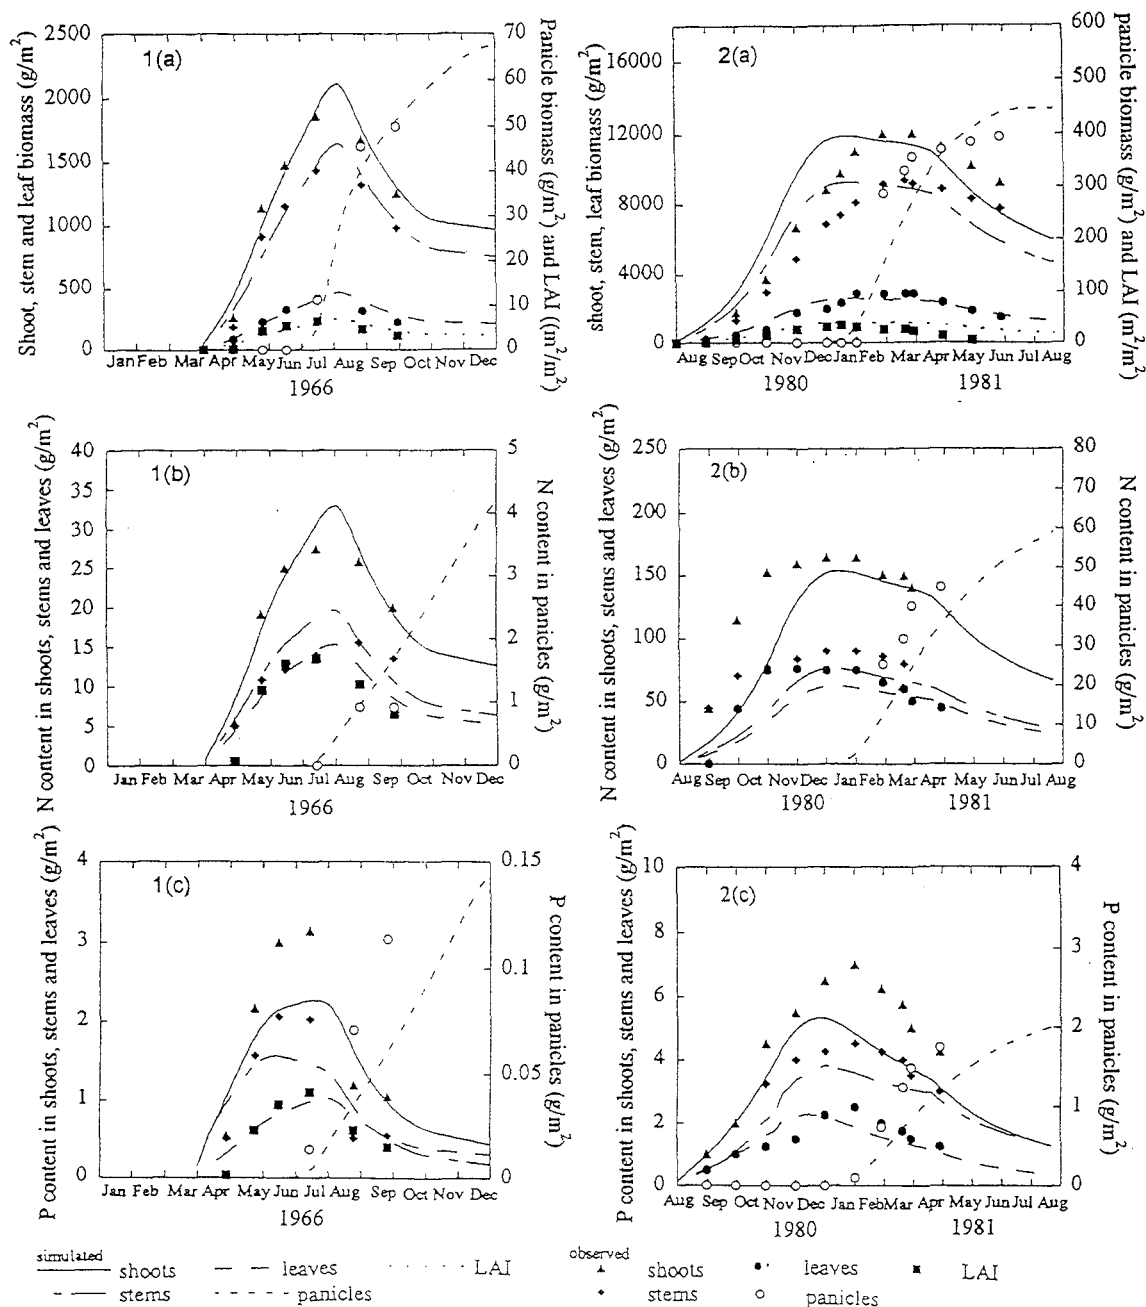 1(a)
Shoot, stem and leaf biomass (g/m²)
2500
2000
1500
1000
500
0
Panicle biomass (g/m²) and LAI ((m²/m²)
70
60
50
40
30
20
10
0
Jan Feb Mar Apr May Jun Jul Aug Sep Oct Nov Dec
1966
2(a)
shoot, stem, leaf biomass (g/m²)
16000
12000
8000
4000
0
panicle biomass (g/m²) and LAI (m²/m²)
600
500
400
300
200
100
0
Aug Sep Oct Nov Dec Jan Feb Mar Apr May Jun Jul Aug
1980 1981
1(b)
N content in shoots, stems and leaves (g/m²)
40
35
30
25
20
15
10
5
0
N content in panicles (g/m²)
5
4
3
2
1
0
Jan Feb Mar Apr May Jun Jul Aug Sep Oct Nov Dec
1966
2(b)
N content in shoots, stems and leaves (g/m²)
250
200
150
100
50
0
N content in panicles (g/m²)
80
70
60
50
40
30
20
10
0
Aug Sep Oct Nov Dec Jan Feb Mar Apr May Jun Jul Aug
1980 1981
1(c)
P content in shoots, stems and leaves (g/m²)
4
3
2
1
0
P content in panicles (g/m²)
0.15
0.1
0.05
0
Jan Feb Mar Apr May Jun Jul Aug Sep Oct Nov Dec
1966
2(c)
P content in shoots, stems and leaves (g/m²)
10
8
6
4
2
0
P content in panicles (g/m²)
4
3
2
1
0
Aug Sep Oct Nov Dec Jan Feb Mar Apr May Jun Jul Aug
1980 1981
simulated
shoots leaves LAI
stems panicles
observed
shoots leaves LAI
stems panicles